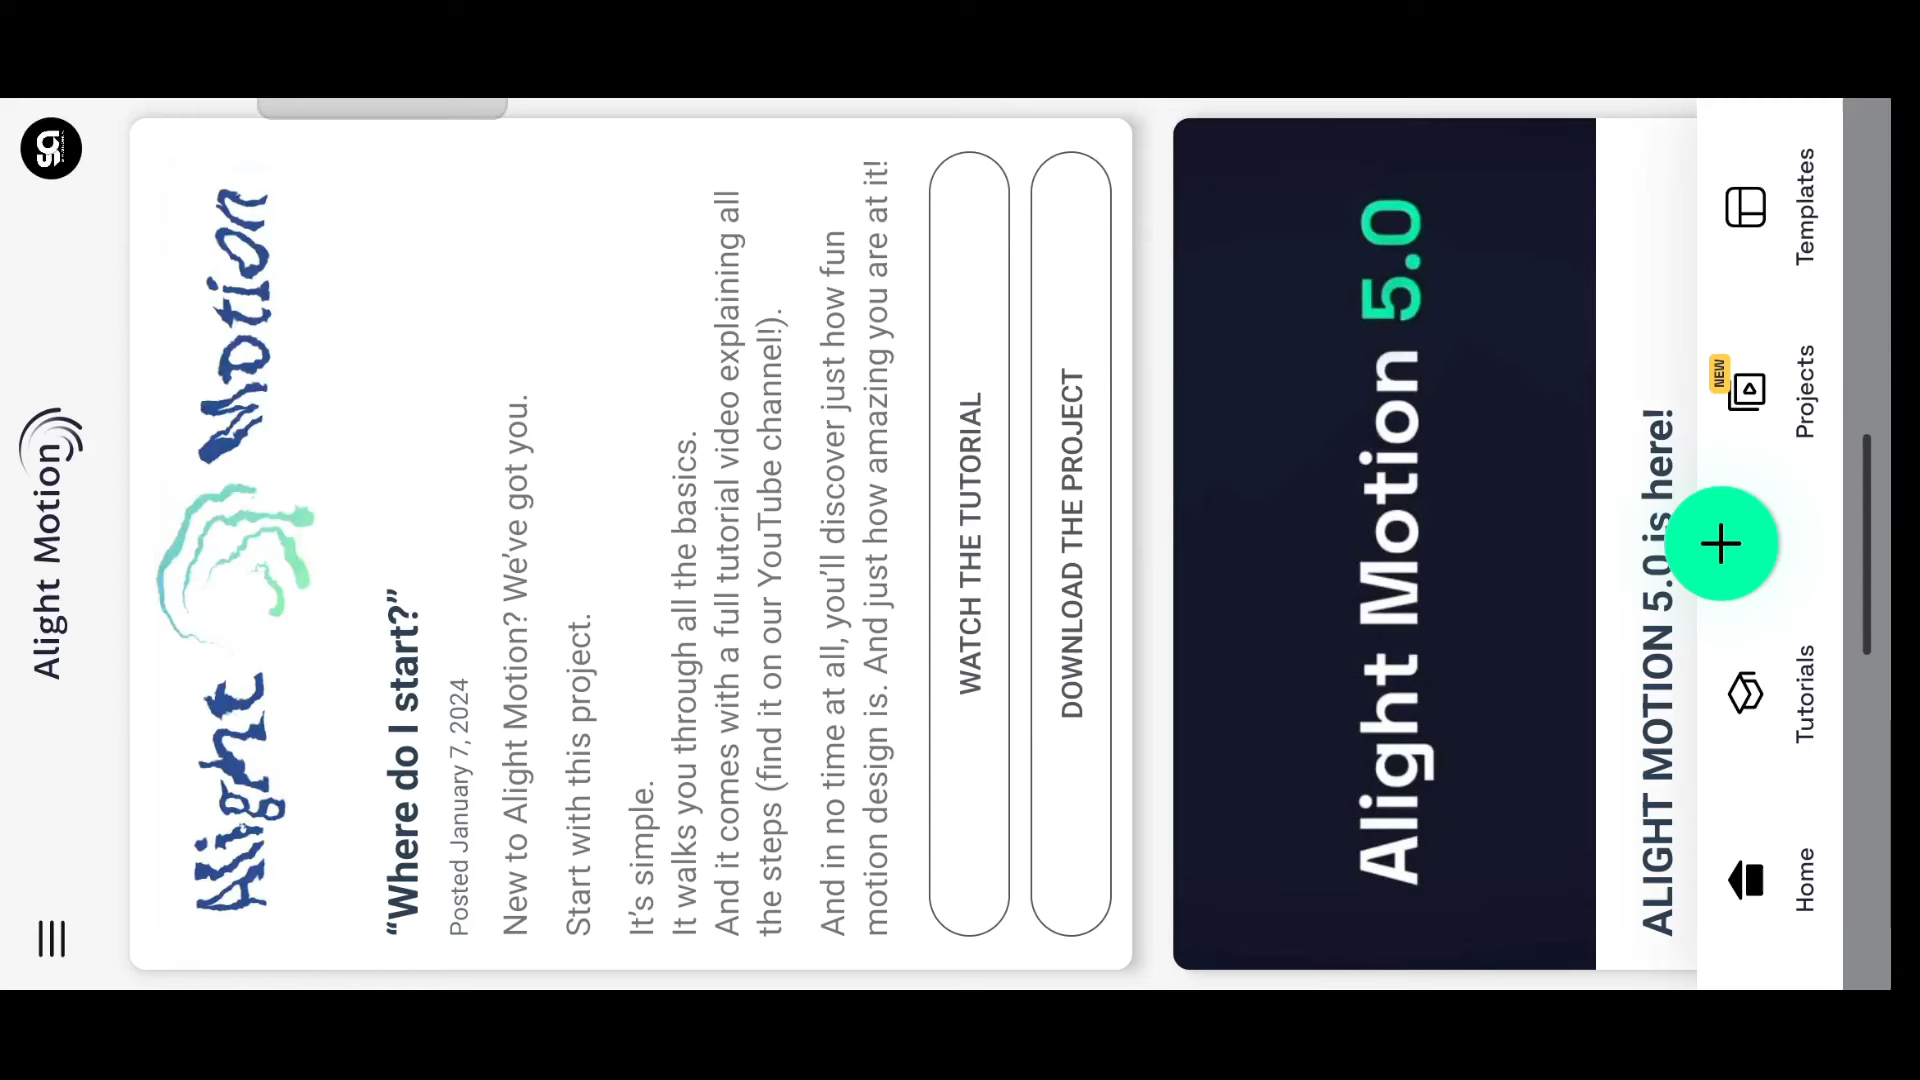 Alight Motion
Alight Motion
“Where do I start?”
Posted January 7, 2024
New to Alight Motion? We’ve got you.
Start with this project.
It’s simple.
It walks you through all the basics.
And it comes with a full tutorial video explaining all
the steps (find it on our YouTube channel!).
And in no time at all, you’ll discover just how fun
motion design is. And just how amazing you are at it!
WATCH THE TUTORIAL
DOWNLOAD THE PROJECT
Alight Motion 5.0
ALIGHT MOTION 5.0 is here!
NEW
Home
Tutorials
Projects
Templates